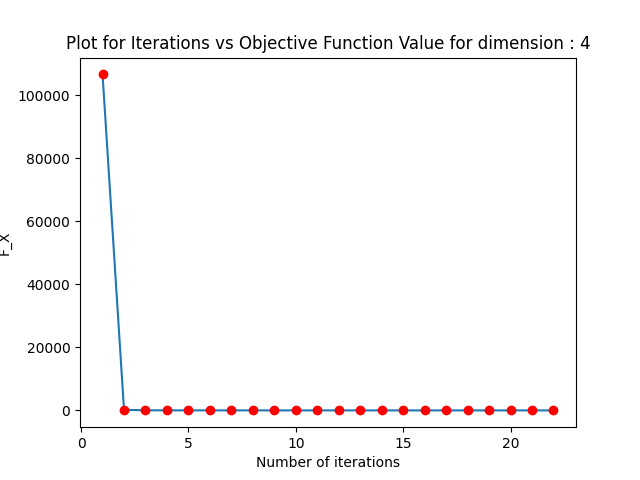 Plot for Iterations vs Objective Function Value for dimension : 4
100000
80000
60000
40000
20000
0
F_X
0 5 10 15 20
Number of iterations